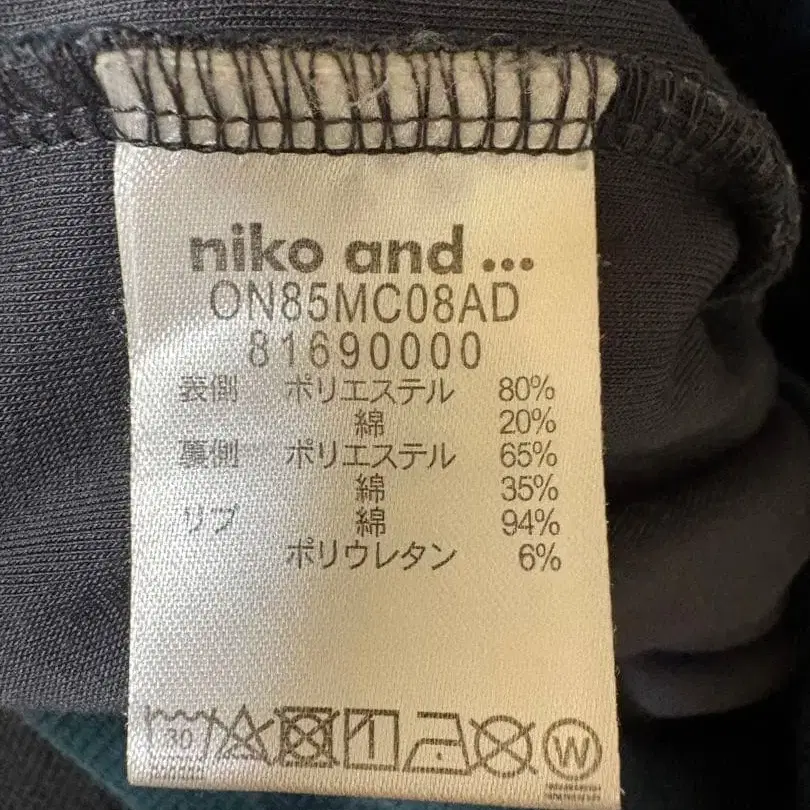 niko and ...
ON85MC08AD
81690000
表側 ポリエステル 80%
綿 20%
裏側 ポリエステル 65%
綿 35%
リブ 綿 94%
ポリウレタン 6%
30
W